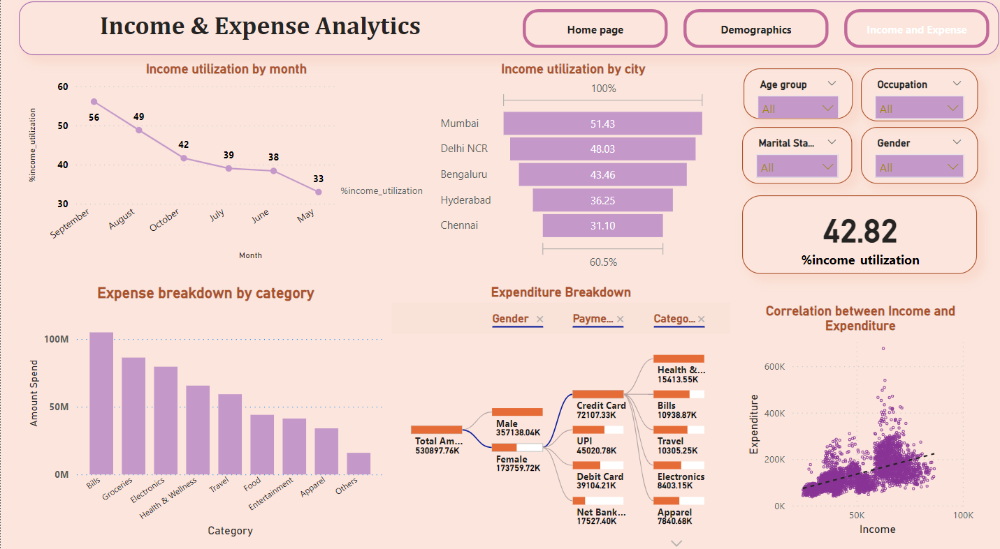 Income & Expense Analytics
Home page
Demographics
Income and Expense
Income utilization by month
%income_utilization
60
50
40
30
56
49
42
39
38
33
%income_utilization
September
August
October
July
June
May
Month
Income utilization by city
100%
Mumbai 51.43
Delhi NCR 48.03
Bengaluru 43.46
Hyderabad 36.25
Chennai 31.10
60.5%
Age group
All
Occupation
All
Marital Sta...
All
Gender
All
42.82
%income utilization
Expense breakdown by category
Amount Spend
100M
50M
0M
Bills
Groceries
Electronics
Health & Wellness
Travel
Food
Entertainment
Apparel
Others
Category
Expenditure Breakdown
Gender
Payme...
Catego...
Total Am...
530897.76K
Male
357138.04K
Female
173759.72K
Credit Card
72107.33K
UPI
45020.78K
Debit Card
39104.21K
Net Bank...
17527.40K
Health &...
15413.55K
Bills
10938.87K
Travel
10305.25K
Electronics
8403.15K
Apparel
7840.68K
Correlation between Income and
Expenditure
Expenditure
600K
400K
200K
0K
50K
100K
Income